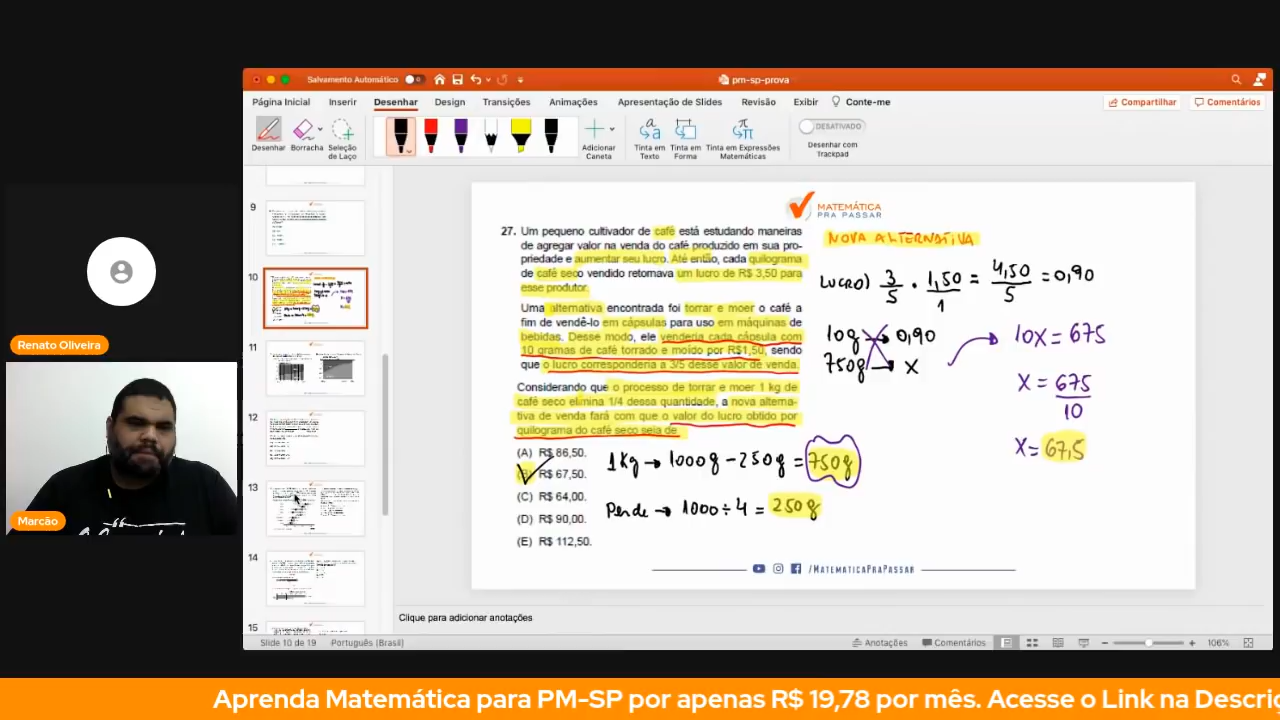 Salvamento Automático
pm-sp-prova
Página Inicial
Inserir
Desenhar
Design
Transições
Animações
Apresentação de Slides
Revisão
Exibir
Conte-me
Compartilhar
Comentários
Desenhar
Borracha
Seleção
de Laço
Adicionar
Caneta
Tinta em
Texto
Tinta em
Forma
Tinta em Expressões
Matemáticas
DESATIVADO
Desenhar com
Trackpad
9
10
11
12
13
14
15
Renato Oliveira
Marcão
MATEMÁTICA
PRA PASSAR
27. Um pequeno cultivador de café está estudando maneiras
de agregar valor na venda do café produzido em sua pro-
priedade e aumentar seu lucro. Até então, cada quilograma
de café seco vendido retornava um lucro de R$ 3,50 para
esse produtor.
Uma alternativa encontrada foi torrar e moer o café a
fim de vendê-lo em cápsulas para uso em máquinas de
bebidas. Desse modo, ele venderia cada cápsula com
10 gramas de café torrado e moído por R$1,50, sendo
que o lucro corresponderia a 3/5 desse valor de venda.
Considerando que o processo de torrar e moer 1 kg de
café seco elimina 1/4 dessa quantidade, a nova alterna-
tiva de venda fará com que o valor do lucro obtido por
quilograma do café seco seja de
(A) R$ 86,50.
(B) R$ 67,50.
(C) R$ 64,00.
(D) R$ 90,00.
(E) R$ 112,50.
1Kg → 1000g - 250g = 750g
Perde → 1000 ÷ 4 = 250g
NOVA ALTERNATIVA
LUCRO) 3/5 . 1,50/1 = 4,50/5 = 0,90
10g → 0,90
750g → X
10X = 675
X = 675/10
X = 67,5
/MATEMATICAPRAPASSAR
Clique para adicionar anotações
Slide 10 de 19
Português (Brasil)
Anotações
Comentários
106%
Aprenda Matemática para PM-SP por apenas R$ 19,78 por mês. Acesse o Link na Descriç